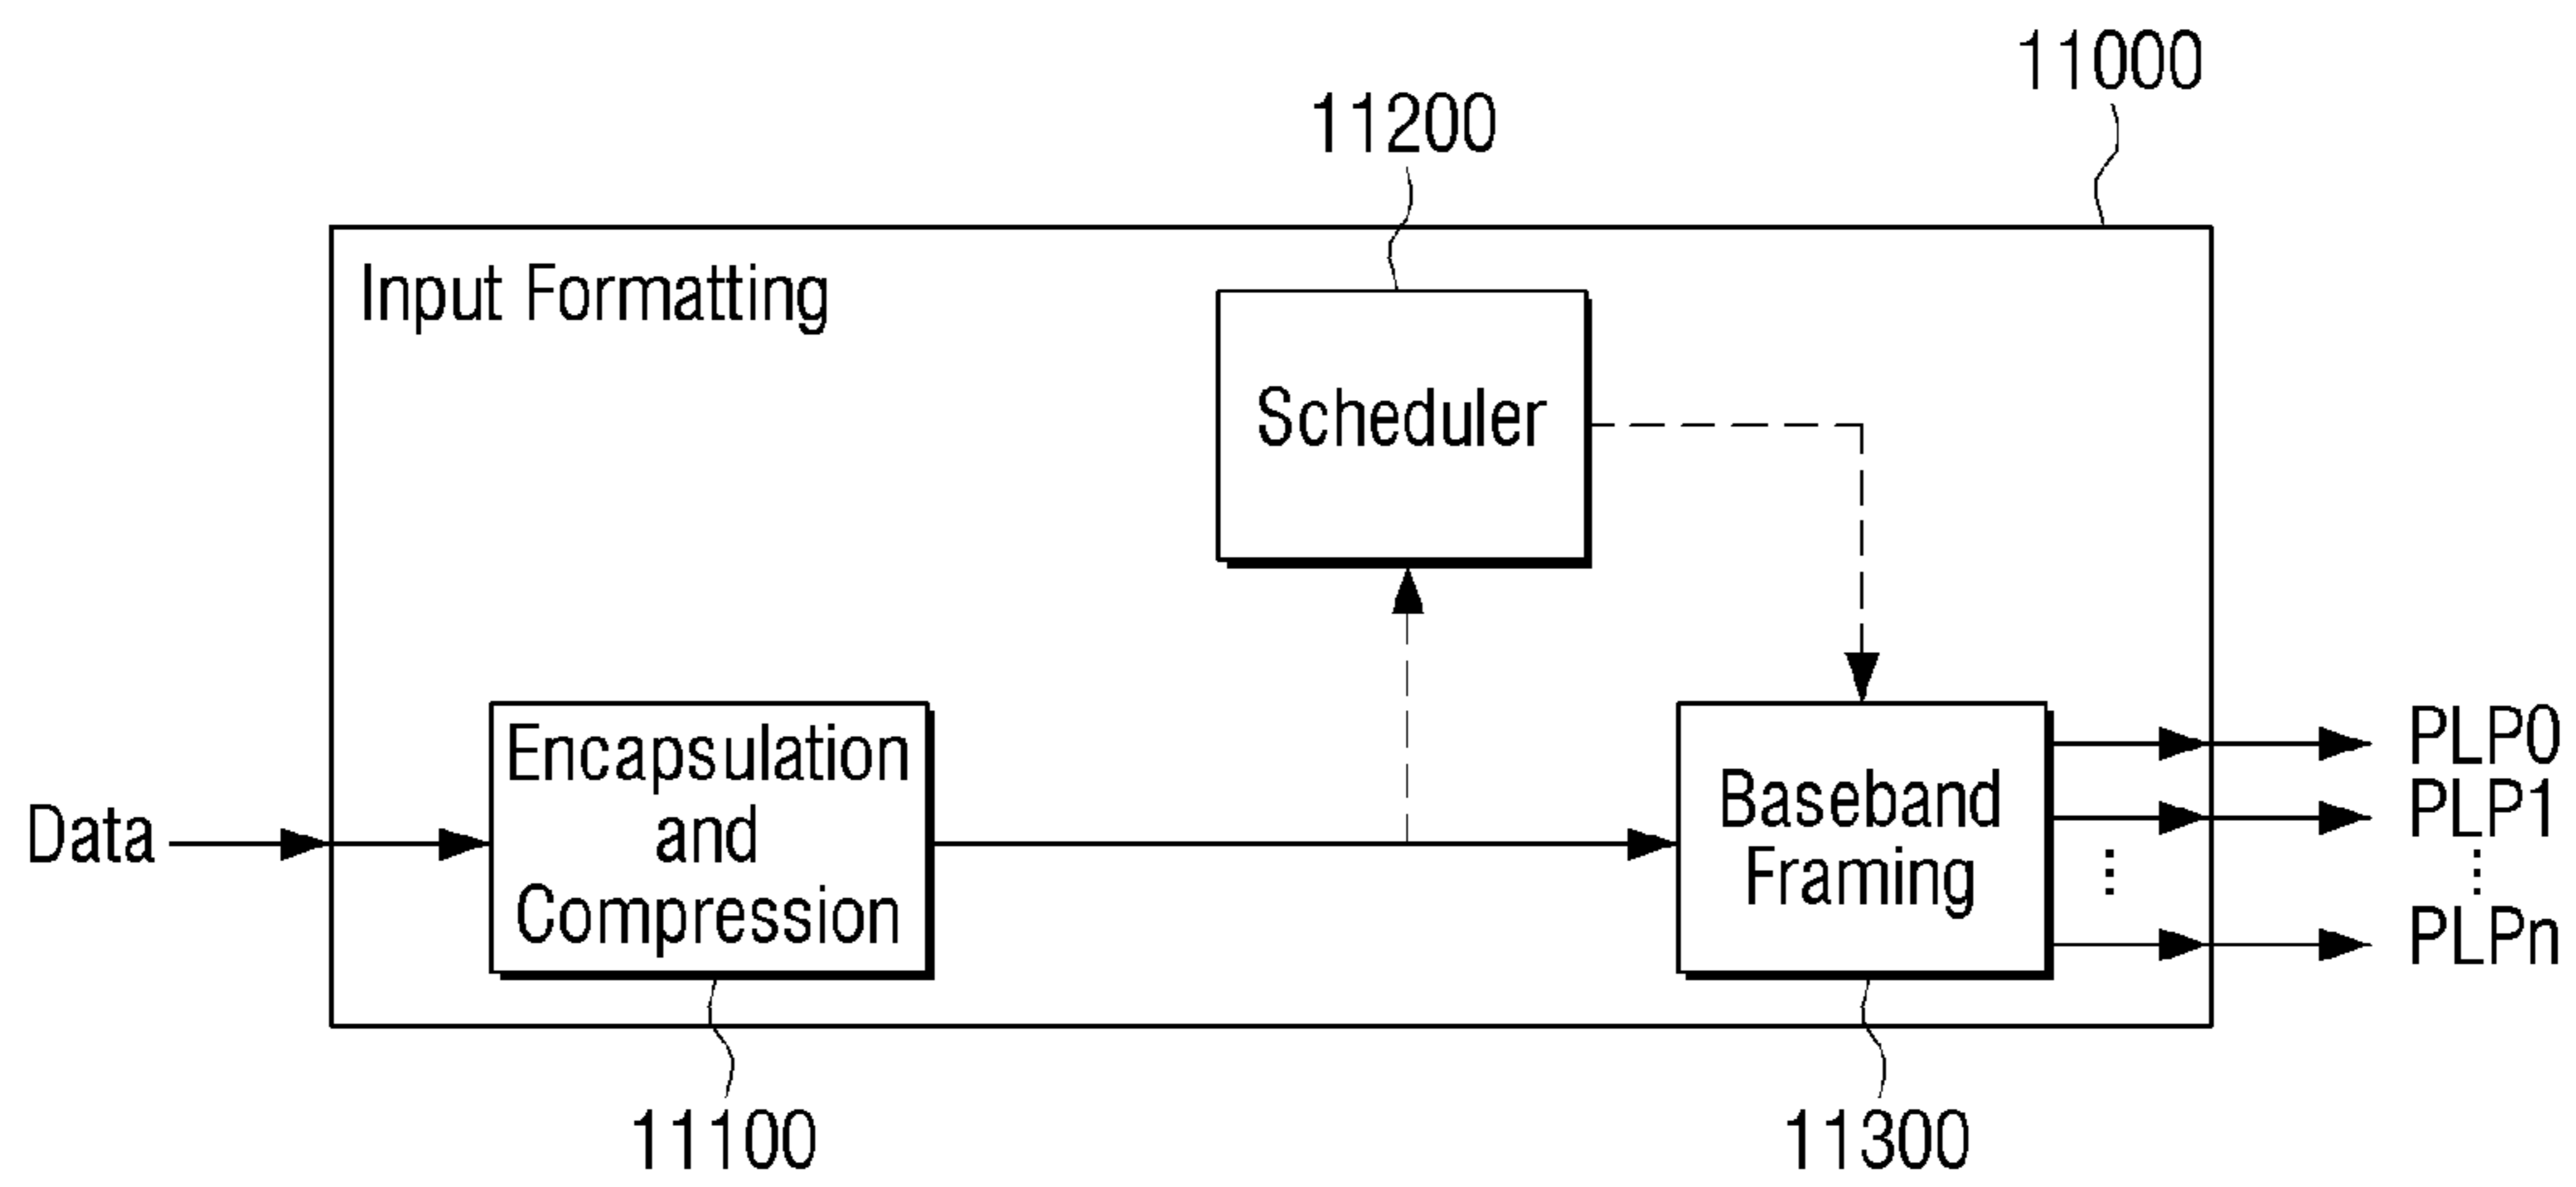 11000
11200
Input Formatting
Scheduler
Encapsulation
and
Compression
Data
Baseband
Framing
PLP0
PLP1
PLPn
11100
11300